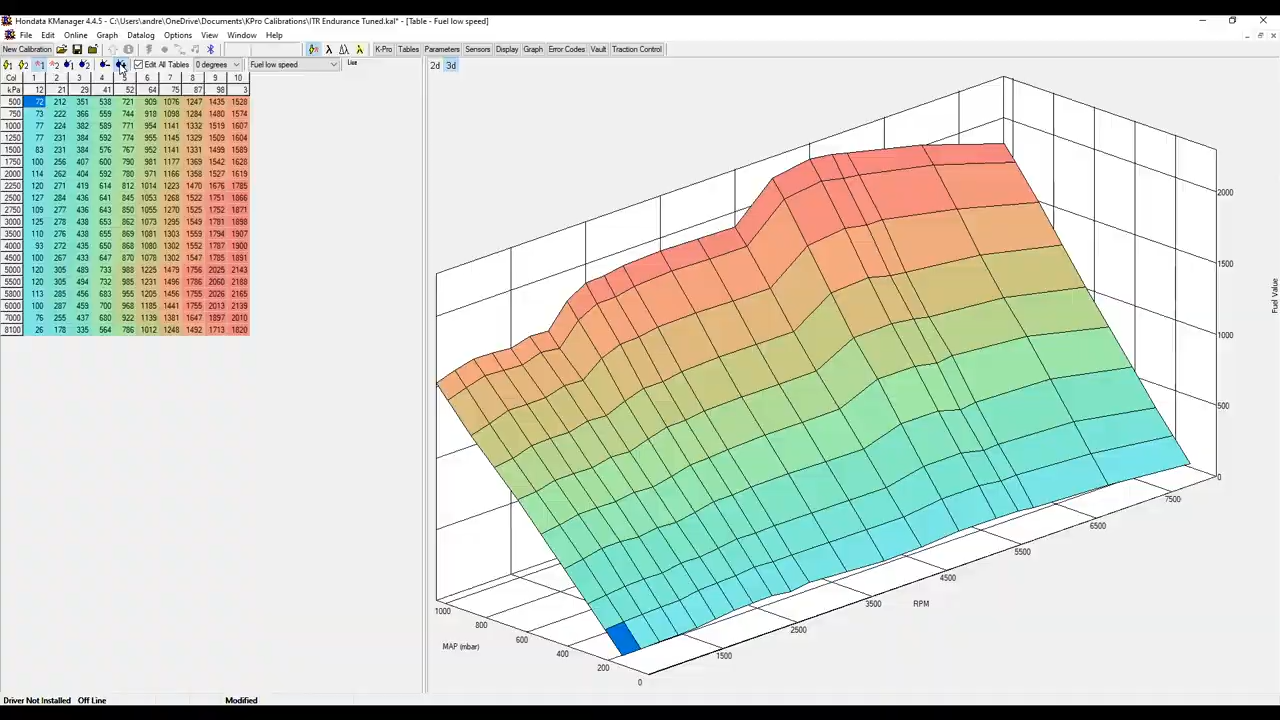 Hondata KManager 4.4.5 - C:\Users\andre\OneDrive\Documents\KPro Calibrations\ITR Endurance Tuned.kal* - [Table - Fuel low speed]
File Edit Online Graph Datalog Options View Window Help
New Calibration K-Pro Tables Parameters Sensors Display Graph Error Codes Vault Traction Control
Edit All Tables 0 degrees Fuel low speed Live 2d 3d
Col 1 2 3 4 5 6 7 8 9 10
kPa 12 21 29 41 52 64 75 87 98 3
500 72 212 351 538 721 909 1076 1247 1435 1528
750 73 222 366 559 744 918 1098 1284 1480 1574
1000 77 224 382 589 771 954 1141 1332 1519 1607
1250 77 231 384 592 774 955 1145 1329 1509 1604
1500 83 231 384 576 767 952 1141 1331 1499 1589
1750 100 256 407 600 790 981 1177 1369 1542 1628
2000 114 262 404 592 780 971 1166 1358 1527 1619
2250 120 271 419 614 812 1014 1223 1470 1676 1785
2500 127 284 436 641 845 1053 1268 1522 1751 1866
2750 109 277 436 643 850 1055 1270 1525 1752 1871
3000 125 278 438 653 862 1073 1295 1549 1781 1898
3500 110 276 438 655 869 1081 1303 1559 1794 1907
4000 93 272 435 650 868 1080 1302 1552 1787 1900
4500 100 267 433 647 870 1078 1302 1547 1785 1891
5000 120 305 489 733 988 1225 1479 1756 2025 2143
5500 120 305 494 732 985 1231 1496 1786 2060 2188
5800 113 285 456 683 955 1205 1456 1755 2026 2165
6000 100 287 459 700 968 1185 1441 1755 2013 2139
7000 76 255 437 680 922 1139 1381 1647 1897 2010
8100 26 178 335 564 786 1012 1248 1492 1713 1820
2000
1500
1000
500
0
Fuel Value
7500
6500
5500
4500
3500
2500
1500
RPM
1000
800
600
400
200
0
MAP (mbar)
Driver Not Installed Off Line Modified